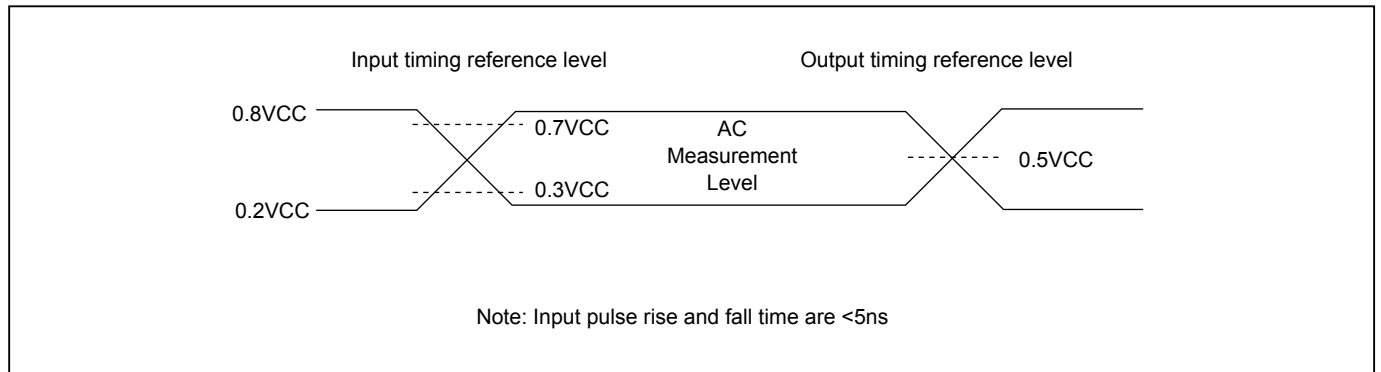 Input timing reference level
Output timing reference level
0.8VCC
0.7VCC
AC
Measurement
Level
0.5VCC
0.3VCC
0.2VCC
Note: Input pulse rise and fall time are <5ns